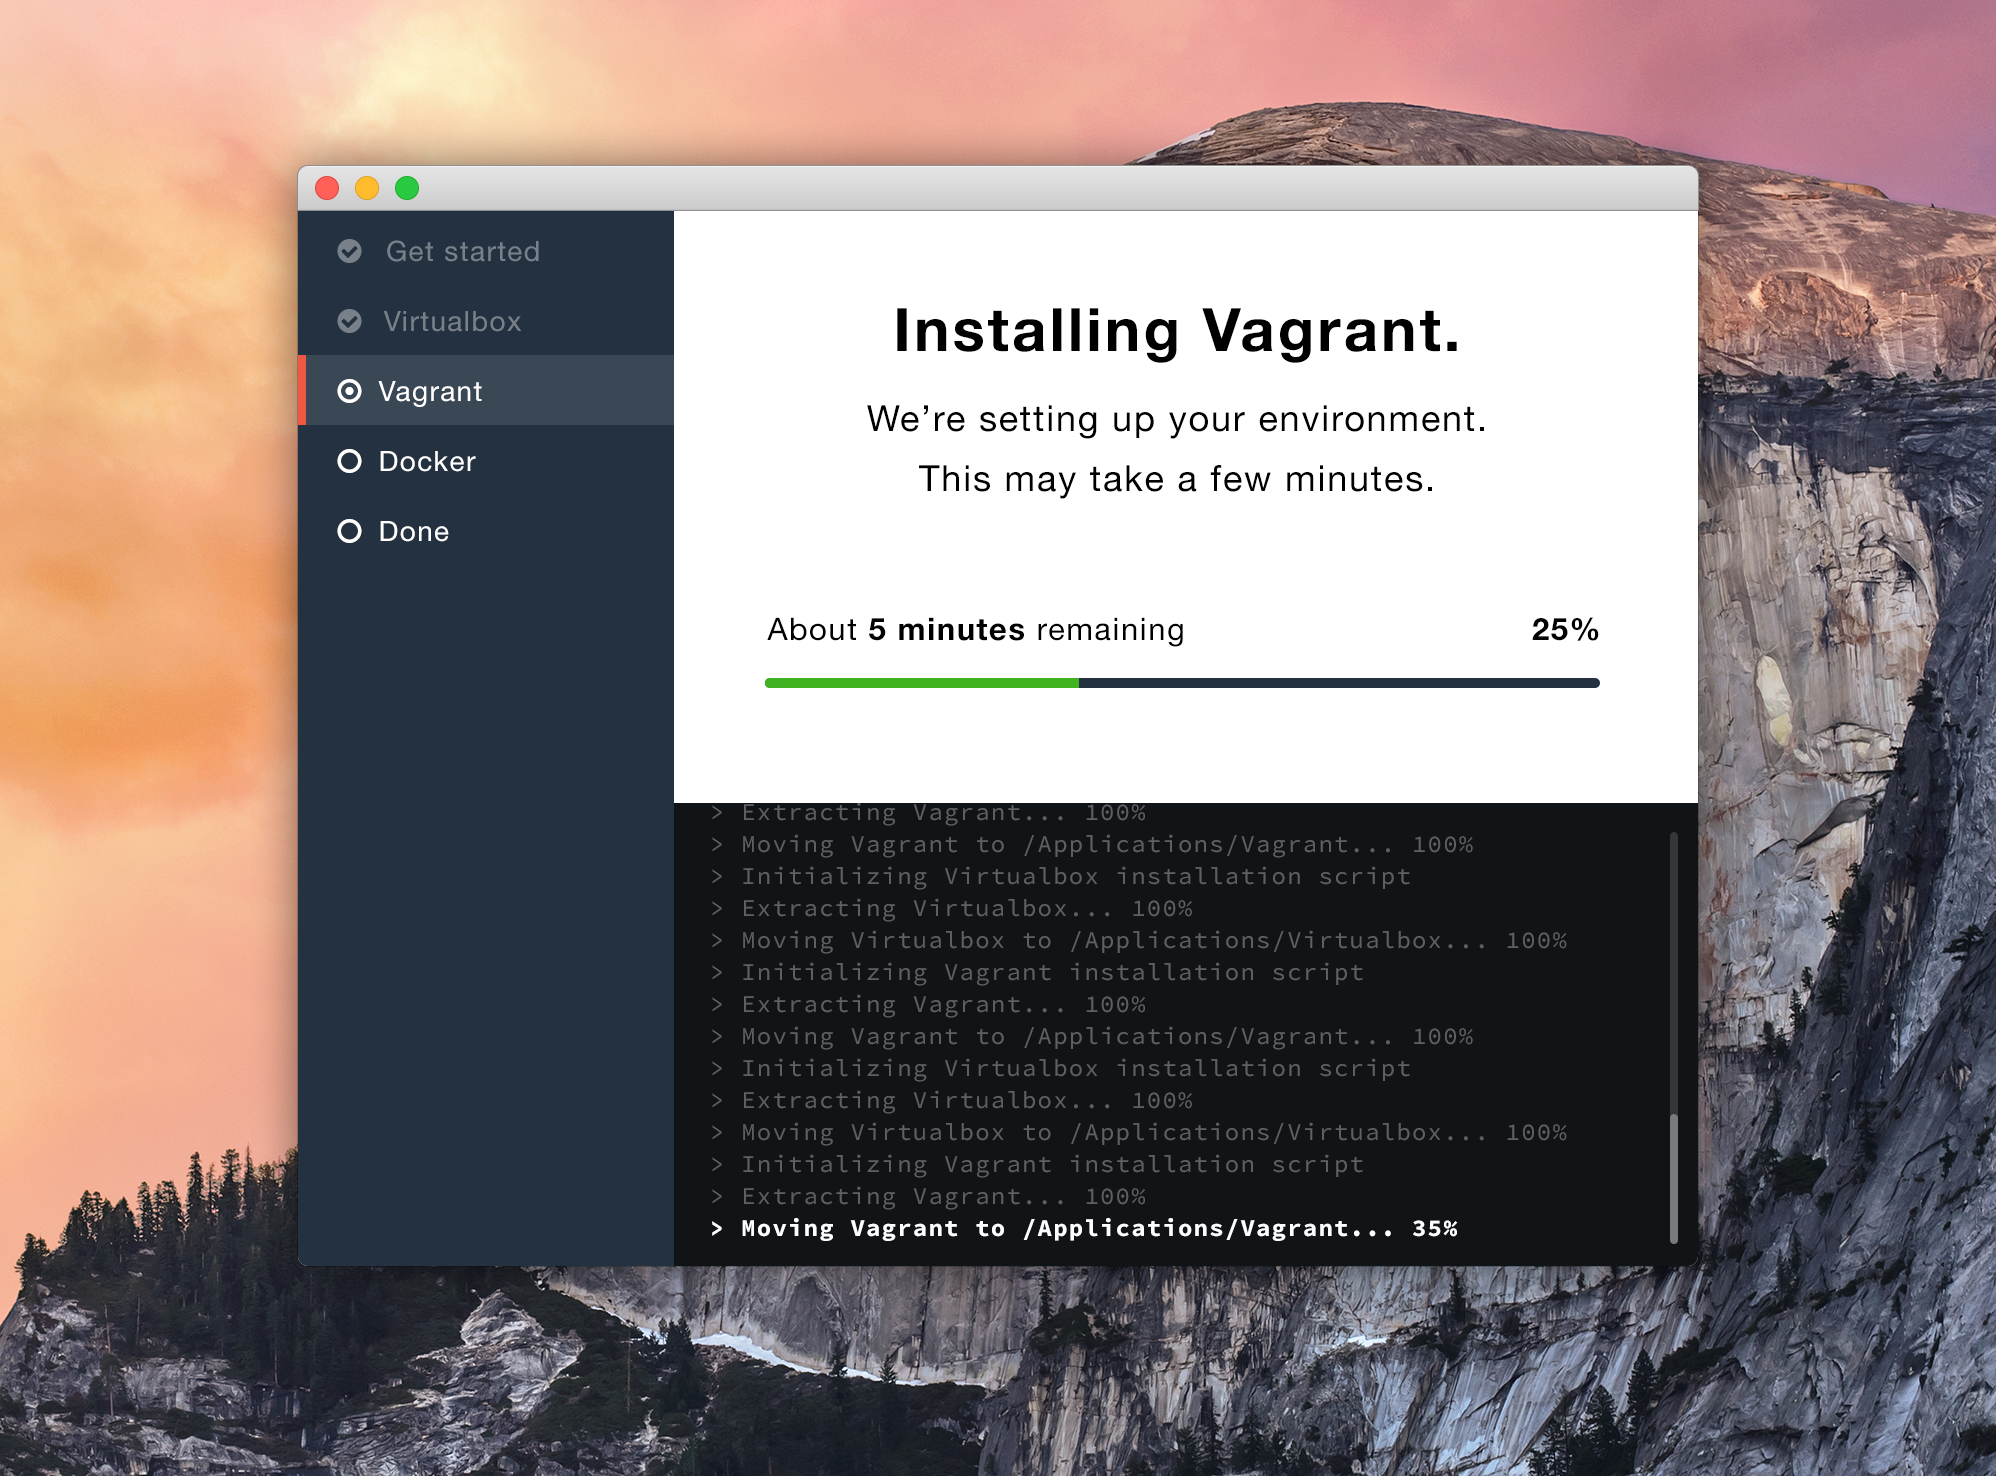 Get started
Virtualbox
Vagrant
Docker
Done
Installing Vagrant.
We’re setting up your environment.
This may take a few minutes.
About 5 minutes remaining
25%
> Extracting Vagrant... 100%
> Moving Vagrant to /Applications/Vagrant... 100%
> Initializing Virtualbox installation script
> Extracting Virtualbox... 100%
> Moving Virtualbox to /Applications/Virtualbox... 100%
> Initializing Vagrant installation script
> Extracting Vagrant... 100%
> Moving Vagrant to /Applications/Vagrant... 100%
> Initializing Virtualbox installation script
> Extracting Virtualbox... 100%
> Moving Virtualbox to /Applications/Virtualbox... 100%
> Initializing Vagrant installation script
> Extracting Vagrant... 100%
> Moving Vagrant to /Applications/Vagrant... 35%